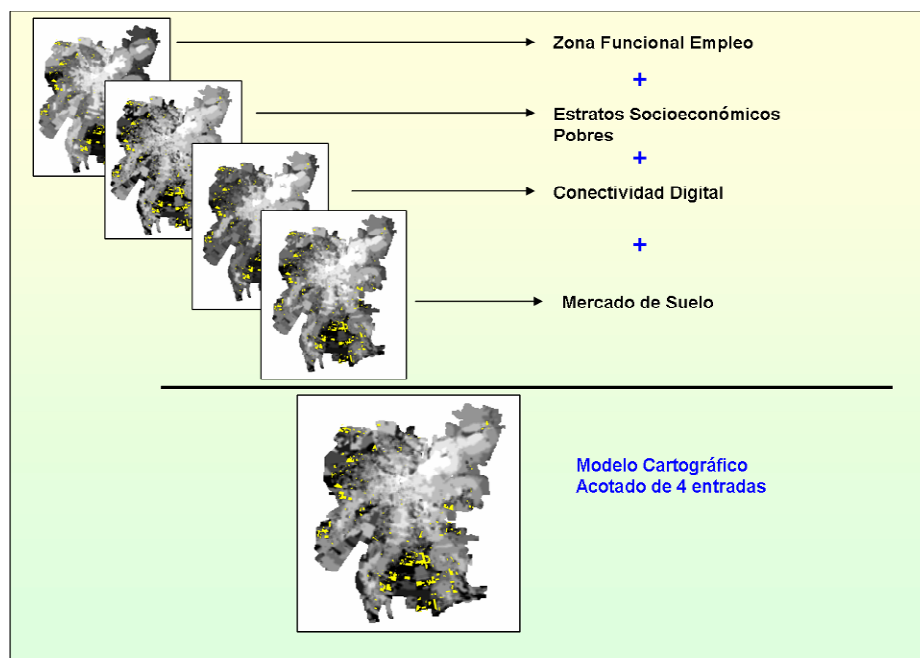 Zona Funcional Empleo
+
Estratos Socioeconómicos
Pobres
+
Conectividad Digital
+
Mercado de Suelo
Modelo Cartográfico
Acotado de 4 entradas